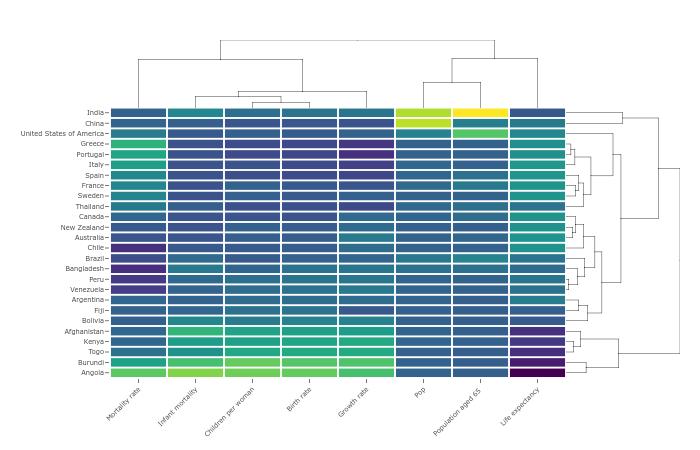 India
China
United States of America
Greece
Portugal
Italy
Spain
France
Sweden
Thailand
Canada
New Zealand
Australia
Chile
Brazil
Bangladesh
Peru
Venezuela
Argentina
Fiji
Bolivia
Afghanistan
Kenya
Togo
Burundi
Angola
Mortality rate
Infant mortality
Children per woman
Birth rate
Growth rate
Pop
Population aged 65
Life expectancy